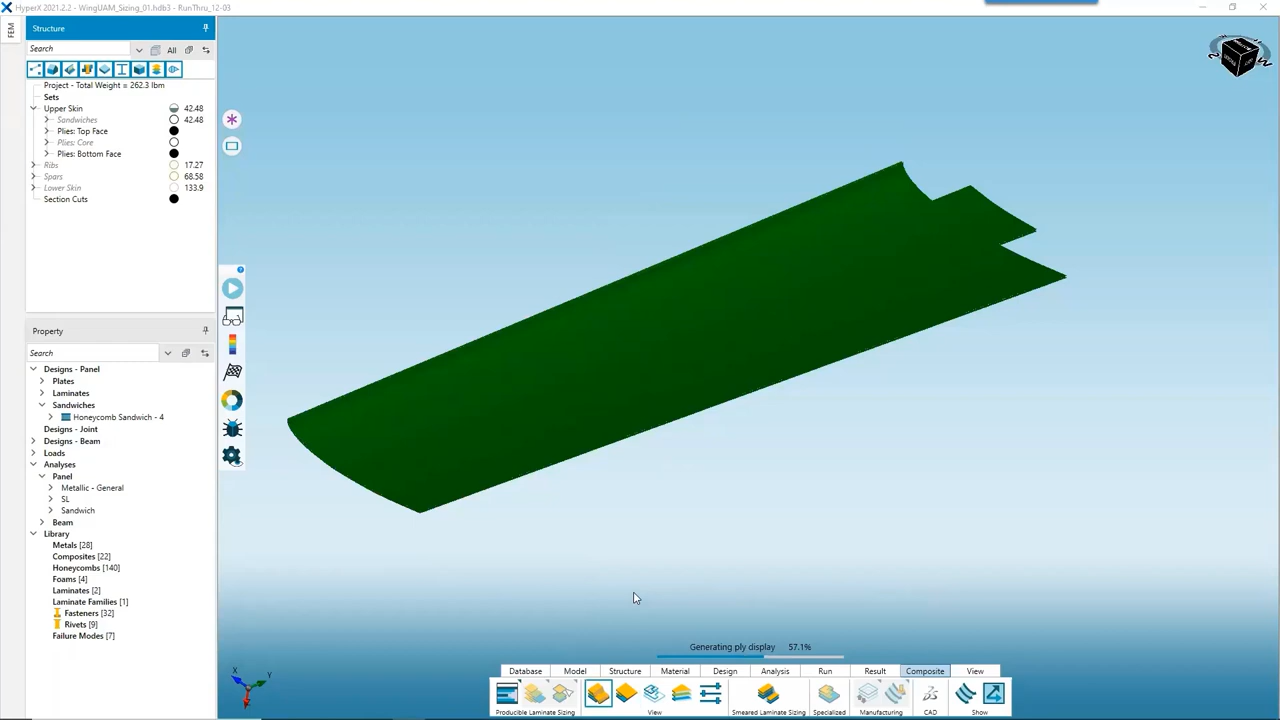 HyperX 2021.2.2 - WingUAM_Sizing_01.hdb3 - RunThru_12-03
FEM
Structure
Search
All
Project - Total Weight = 262.3 lbm
Sets
Upper Skin 42.48
Sandwiches 42.48
Plies: Top Face
Plies: Core
Plies: Bottom Face
Ribs 17.27
Spars 68.58
Lower Skin 133.9
Section Cuts
Property
Search
Designs - Panel
Plates
Laminates
Sandwiches
Honeycomb Sandwich - 4
Designs - Joint
Designs - Beam
Loads
Analyses
Panel
Metallic - General
SL
Sandwich
Beam
Library
Metals [28]
Composites [22]
Honeycombs [140]
Foams [4]
Laminates [2]
Laminate Families [1]
Fasteners [32]
Rivets [9]
Failure Modes [7]
X
Y
Generating ply display 57.1%
Database Model Structure Material Design Analysis Run Result Composite View
Producible Laminate Sizing View Smeared Laminate Sizing Specialized Manufacturing CAD Show